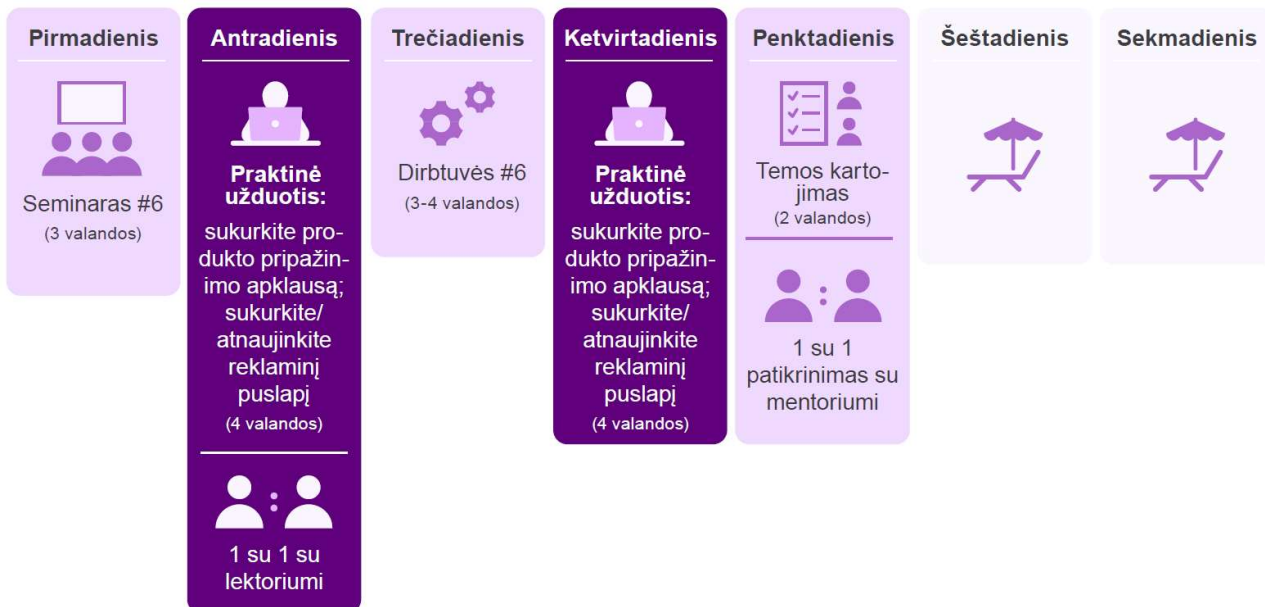 Pirmadienis
Seminaras #6
(3 valandos)
Antradienis
Praktinė
užduotis:
sukurkite pro-
dukto pripažin-
imo apklausą;
sukurkite/
atnaujinkite
reklaminį
puslapį
(4 valandos)
1 su 1 su
lektoriumi
Trečiadienis
Dirbtuvės #6
(3-4 valandos)
Ketvirtadienis
Praktinė
užduotis:
sukurkite pro-
dukto pripažin-
imo apklausą;
sukurkite/
atnaujinkite
reklaminį
puslapį
(4 valandos)
Penktadienis
Temos karto-
jimas
(2 valandos)
1 su 1
patikrinimas su
mentoriumi
Šeštadienis
Sekmadienis